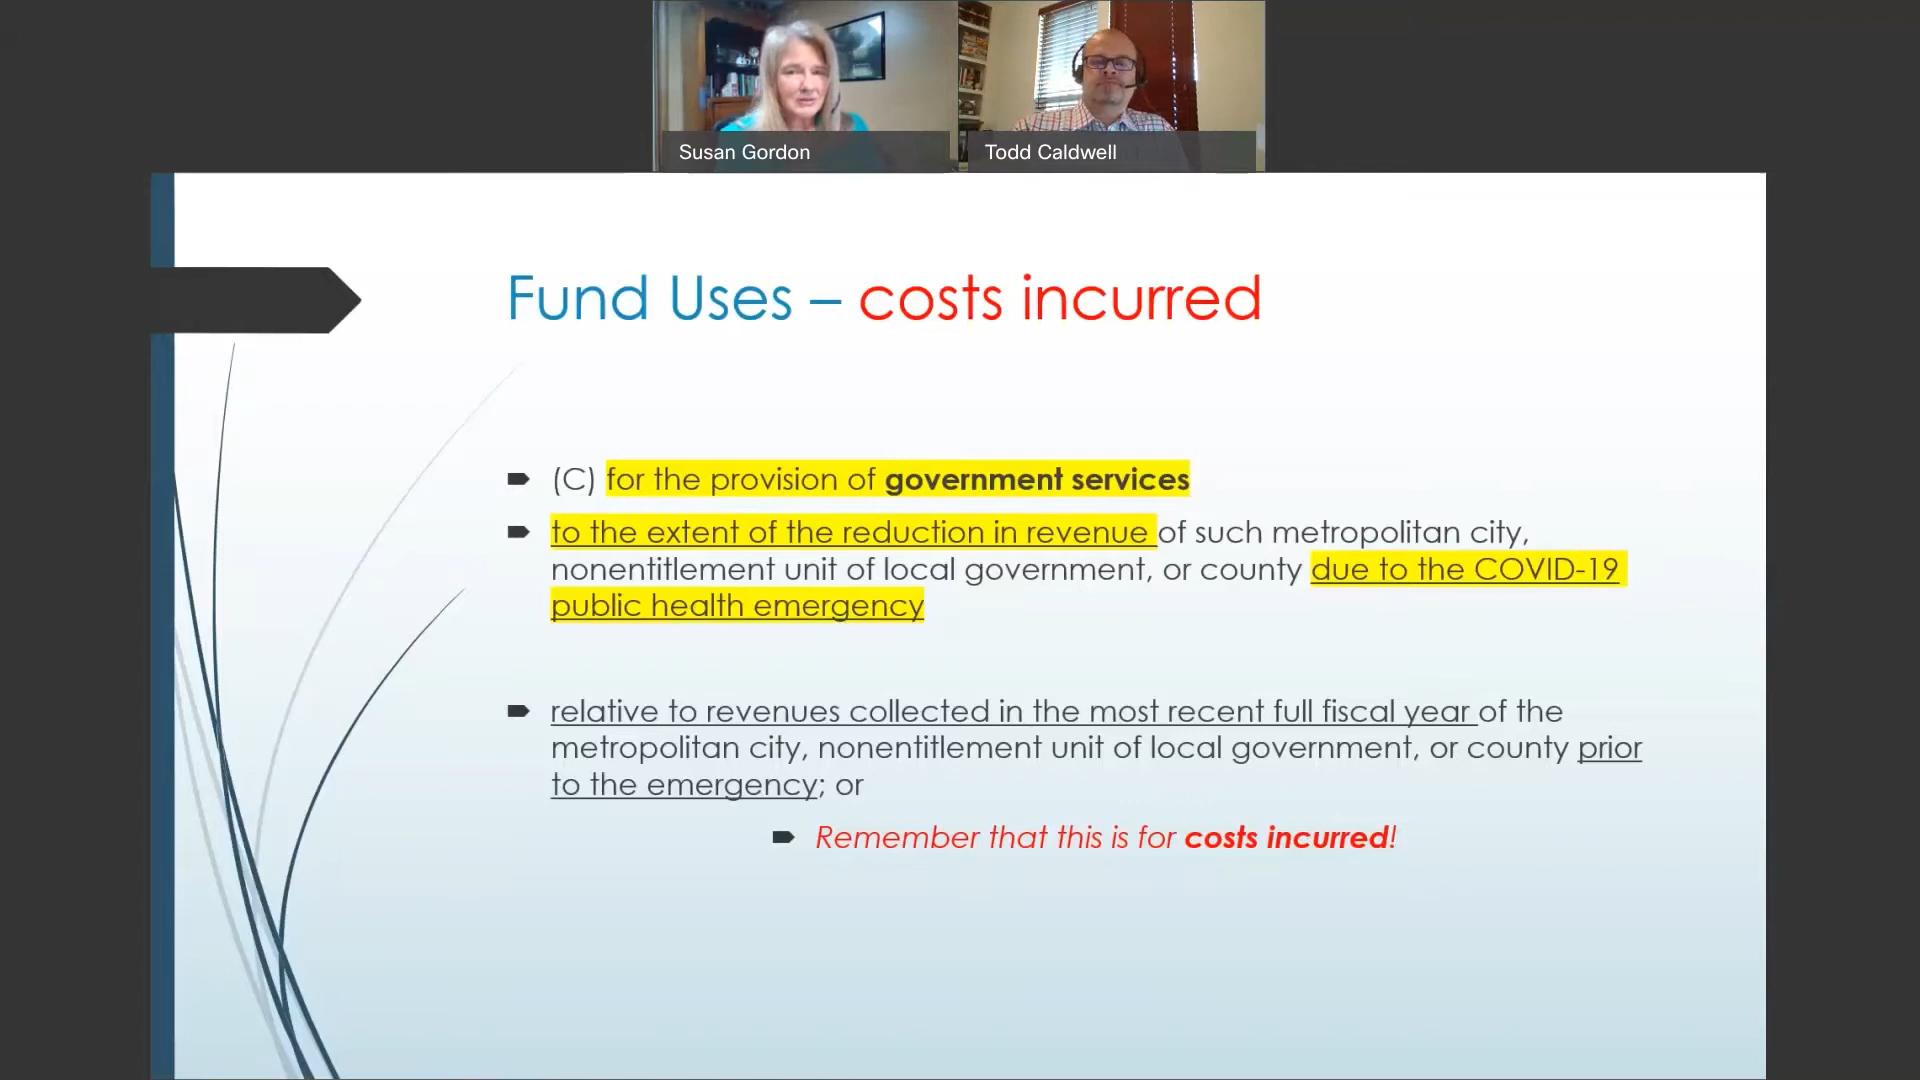 Susan Gordon
Todd Caldwell
Fund Uses – costs incurred
(C) for the provision of government services
to the extent of the reduction in revenue of such metropolitan city,
nonentitlement unit of local government, or county due to the COVID-19
public health emergency
relative to revenues collected in the most recent full fiscal year of the
metropolitan city, nonentitlement unit of local government, or county prior
to the emergency; or
Remember that this is for costs incurred!